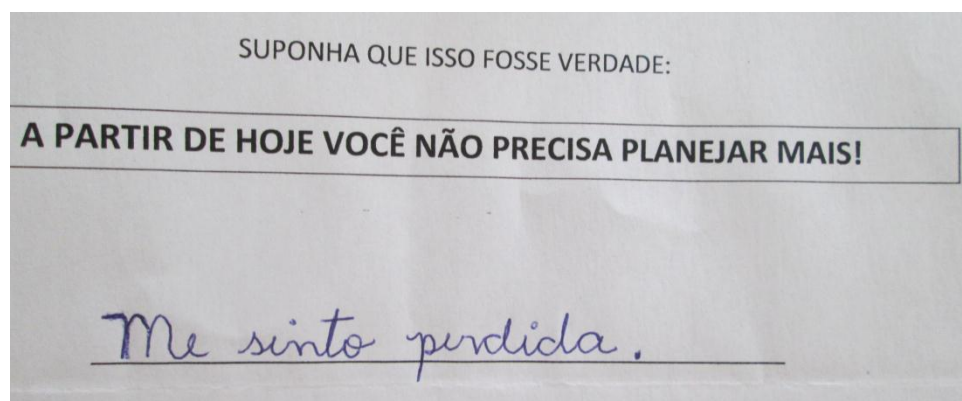 SUPONHA QUE ISSO FOSSE VERDADE:
A PARTIR DE HOJE VOCÊ NÃO PRECISA PLANEJAR MAIS!
Me sinto perdida.